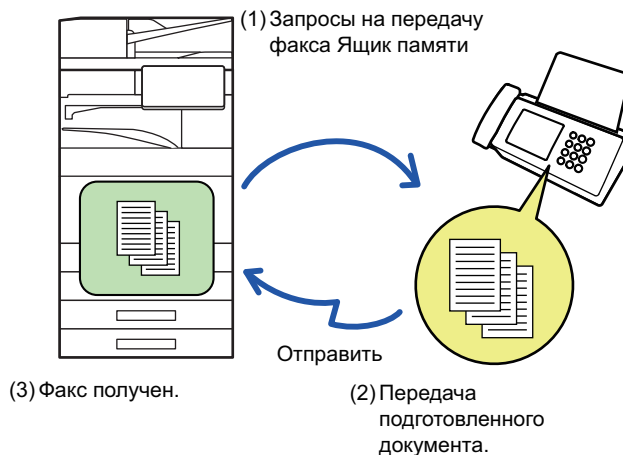 (1) Запросы на передачу
факса Ящик памяти
Отправить
(3) Факс получен.
(2) Передача
подготовленного
документа.